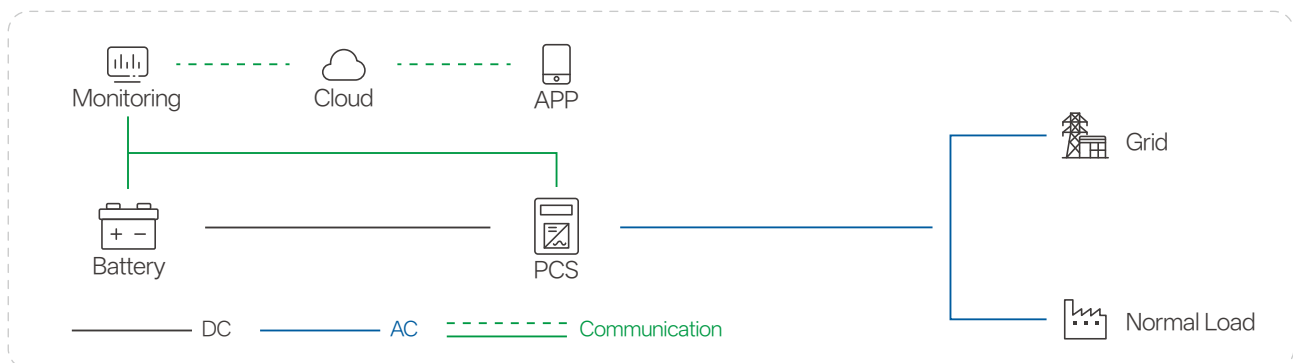 Monitoring
Cloud
APP
Grid
Battery
PCS
Normal Load
DC
AC
Communication